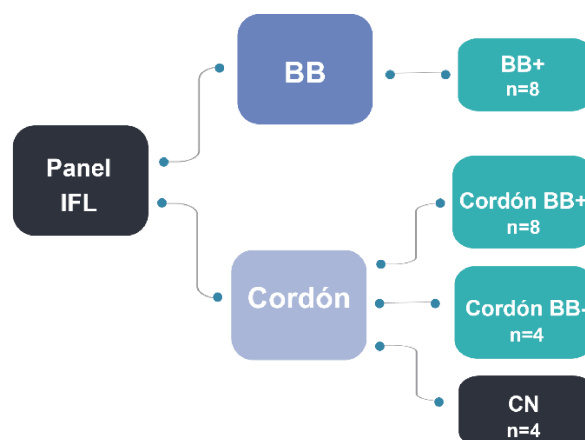 BB
BB+
n=8
Panel
IFL
Cordón BB+
n=8
Cordón
Cordón BB-
n=4
CN
n=4